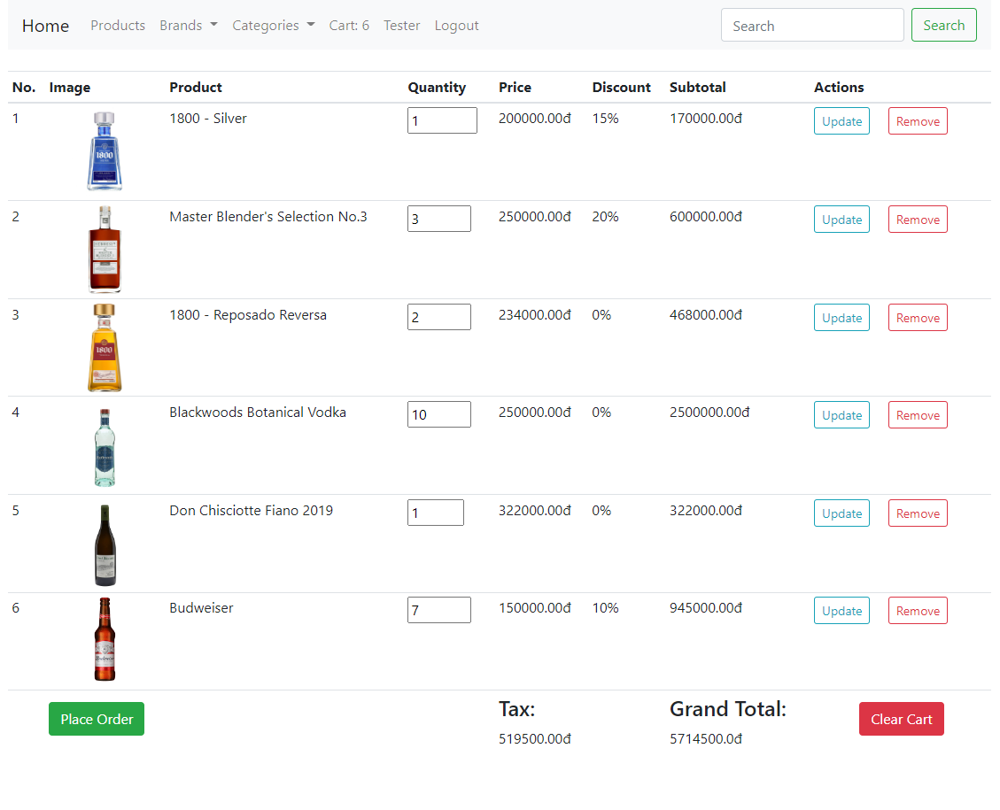 Home Products Brands Categories Cart: 6 Tester Logout Search Search
No. Image Product Quantity Price Discount Subtotal Actions
1 1800 - Silver 1 200000.00đ 15% 170000.00đ Update Remove
1800
2 Master Blender's Selection No.3 3 250000.00đ 20% 600000.00đ Update Remove
3 1800 - Reposado Reversa 2 234000.00đ 0% 468000.00đ Update Remove
1800
4 Blackwoods Botanical Vodka 10 250000.00đ 0% 2500000.00đ Update Remove
5 Don Chisciotte Fiano 2019 1 322000.00đ 0% 322000.00đ Update Remove
6 Budweiser 7 150000.00đ 10% 945000.00đ Update Remove
Budweiser
Place Order Tax: Grand Total: Clear Cart
519500.00đ 5714500.0đ